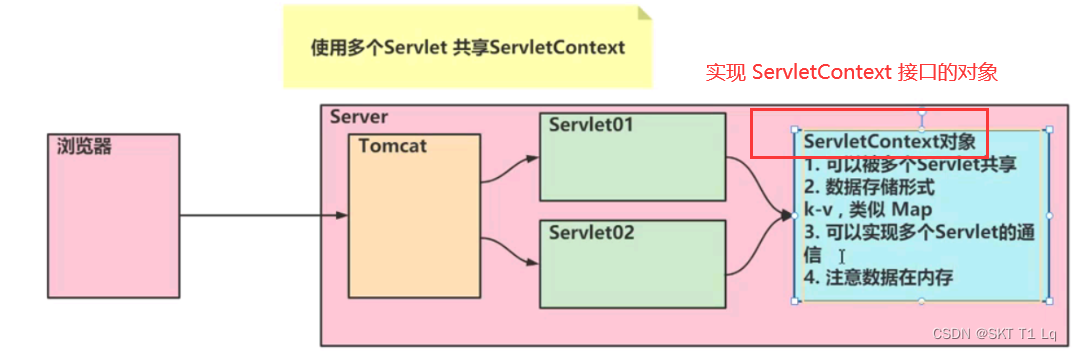 使用多个Servlet 共享ServletContext
实现 ServletContext 接口的对象
Server
浏览器
Tomcat
Servlet01
Servlet02
ServletContext对象
1. 可以被多个Servlet共享
2. 数据存储形式
k-v , 类似 Map
3. 可以实现多个Servlet的通
信
4. 注意数据在内存
CSDN @SKT T1 Lq